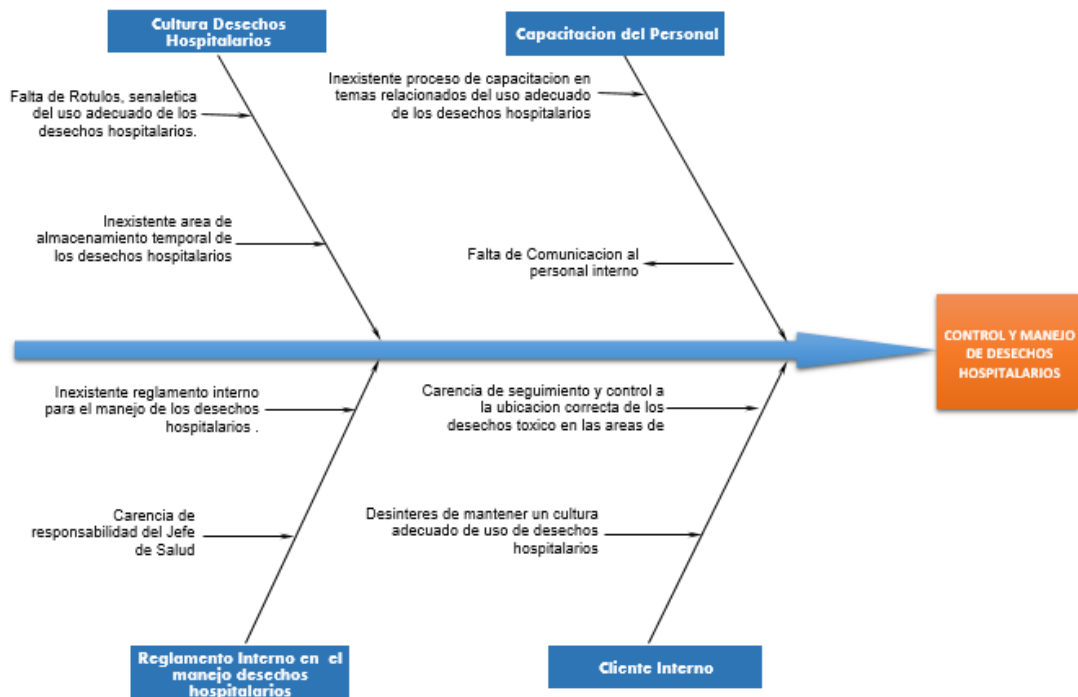 Cultura Desechos
Hospitalarios
Capacitacion del Personal
Falta de Rotulos, senaletica
del uso adecuado de los
desechos hospitalarios.
Inexistente proceso de capacitacion en
temas relacionados del uso adecuado
de los desechos hospitalarios
Inexistente area de
almacenamiento temporal de
los desechos hospitalarios
Falta de Comunicacion al
personal interno
CONTROL Y MANEJO
DE DESECHOS
HOSPITALARIOS
Inexistente reglamento interno
para el manejo de los desechos
hospitalarios .
Carencia de seguimiento y control a
la ubicacion correcta de los
desechos toxico en las areas de
Carencia de
responsabilidad del Jefe
de Salud
Desinteres de mantener un cultura
adecuado de uso de desechos
hospitalarios
Reglamento Interno en el
manejo desechos
hospitalarios
Cliente Interno